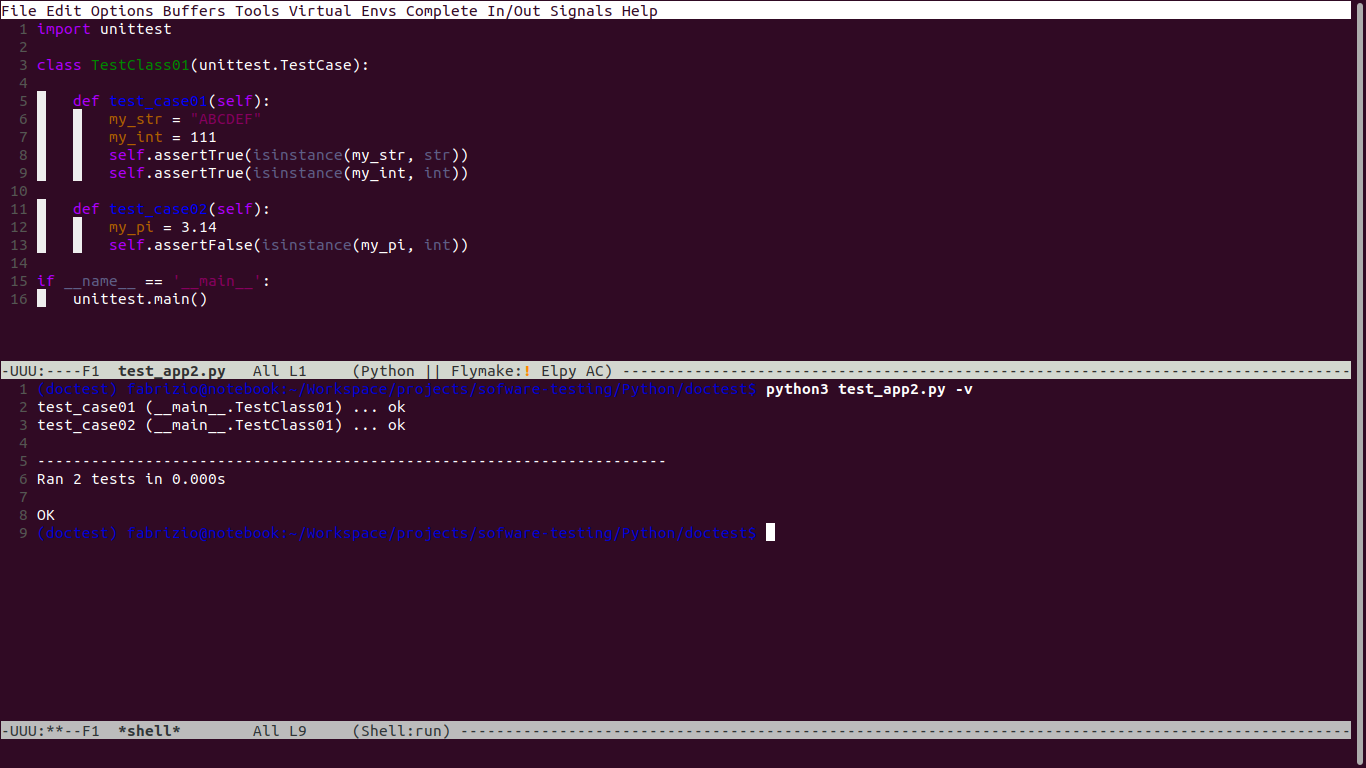 File Edit Options Buffers Tools Virtual Envs Complete In/Out Signals Help
1 import unittest
2
3 class TestClass01(unittest.TestCase):
4
5     def test_case01(self):
6         my_str = "ABCDEF"
7         my_int = 111
8         self.assertTrue(isinstance(my_str, str))
9         self.assertTrue(isinstance(my_int, int))
10
11     def test_case02(self):
12         my_pi = 3.14
13         self.assertFalse(isinstance(my_pi, int))
14
15 if __name__ == '__main__':
16     unittest.main()
-UUU:----F1  test_app2.py   All L1     (Python || Flymake:! Elpy AC) ---------------------------------------------------------------------------------
1 (doctest) fabrizio@notebook:~/Workspace/projects/sofware-testing/Python/doctest$ python3 test_app2.py -v
2 test_case01 (__main__.TestClass01) ... ok
3 test_case02 (__main__.TestClass01) ... ok
4
5 ----------------------------------------------------------------------
6 Ran 2 tests in 0.000s
7
8 OK
9 (doctest) fabrizio@notebook:~/Workspace/projects/sofware-testing/Python/doctest$
-UUU:**--F1  *shell*        All L9     (Shell:run) ---------------------------------------------------------------------------------------------------